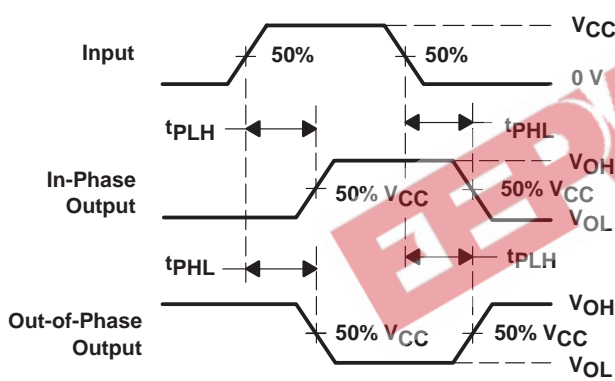 VCC
Input
50%
50%
0 V
tPLH
tPHL
In-Phase
Output
VOH
50% VCC
50% VCC
VOL
tPHL
tPLH
Out-of-Phase
Output
VOH
50% VCC
50% VCC
VOL